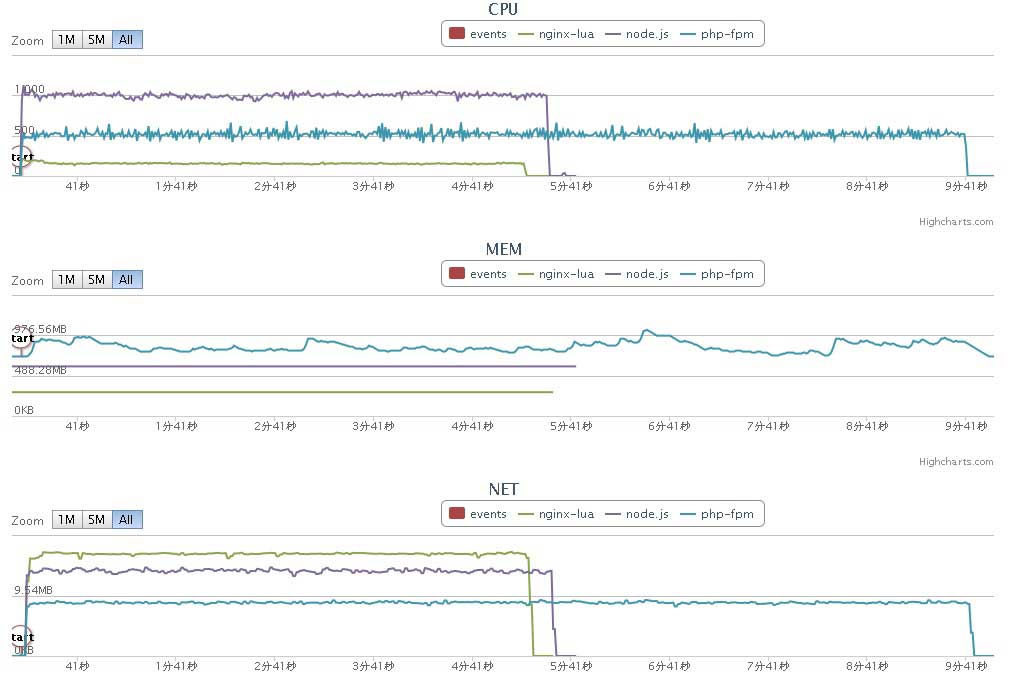 CPU
Zoom 1M 5M All
events nginx-lua node.js php-fpm
1,000
500
tart
0
41秒 1分41秒 2分41秒 3分41秒 4分41秒 5分41秒 6分41秒 7分41秒 8分41秒 9分41秒
Highcharts.com
MEM
Zoom 1M 5M All
events nginx-lua node.js php-fpm
976.56MB
tart
488.28MB
0KB
41秒 1分41秒 2分41秒 3分41秒 4分41秒 5分41秒 6分41秒 7分41秒 8分41秒 9分41秒
Highcharts.com
NET
Zoom 1M 5M All
events nginx-lua node.js php-fpm
9.54MB
tart
0KB
41秒 1分41秒 2分41秒 3分41秒 4分41秒 5分41秒 6分41秒 7分41秒 8分41秒 9分41秒